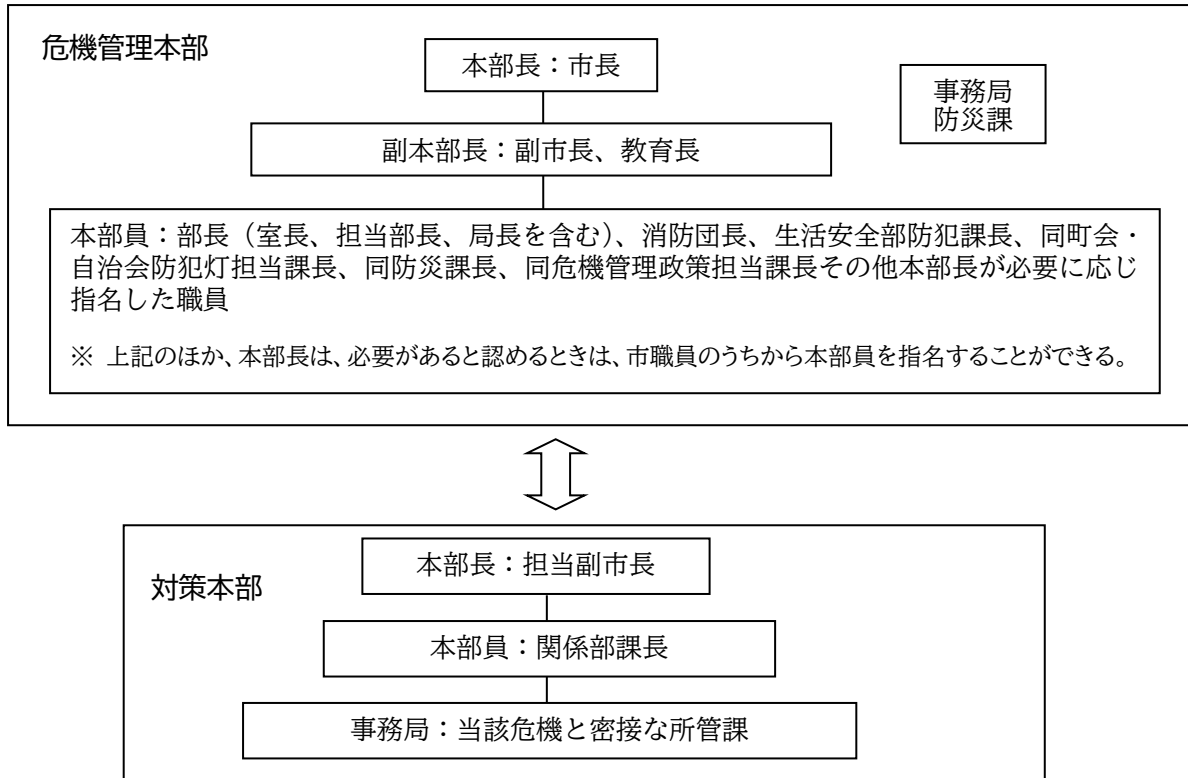 危機管理本部
本部長：市長
事務局
防災課
副本部長：副市長、教育長
本部員：部長（室長、担当部長、局長を含む）、消防団長、生活安全部防犯課長、同町会・
自治会防犯灯担当課長、同防災課長、同危機管理政策担当課長その他本部長が必要に応じ
指名した職員
※ 上記のほか、本部長は、必要があると認めるときは、市職員のうちから本部員を指名することができる。
対策本部
本部長：担当副市長
本部員：関係部課長
事務局：当該危機と密接な所管課